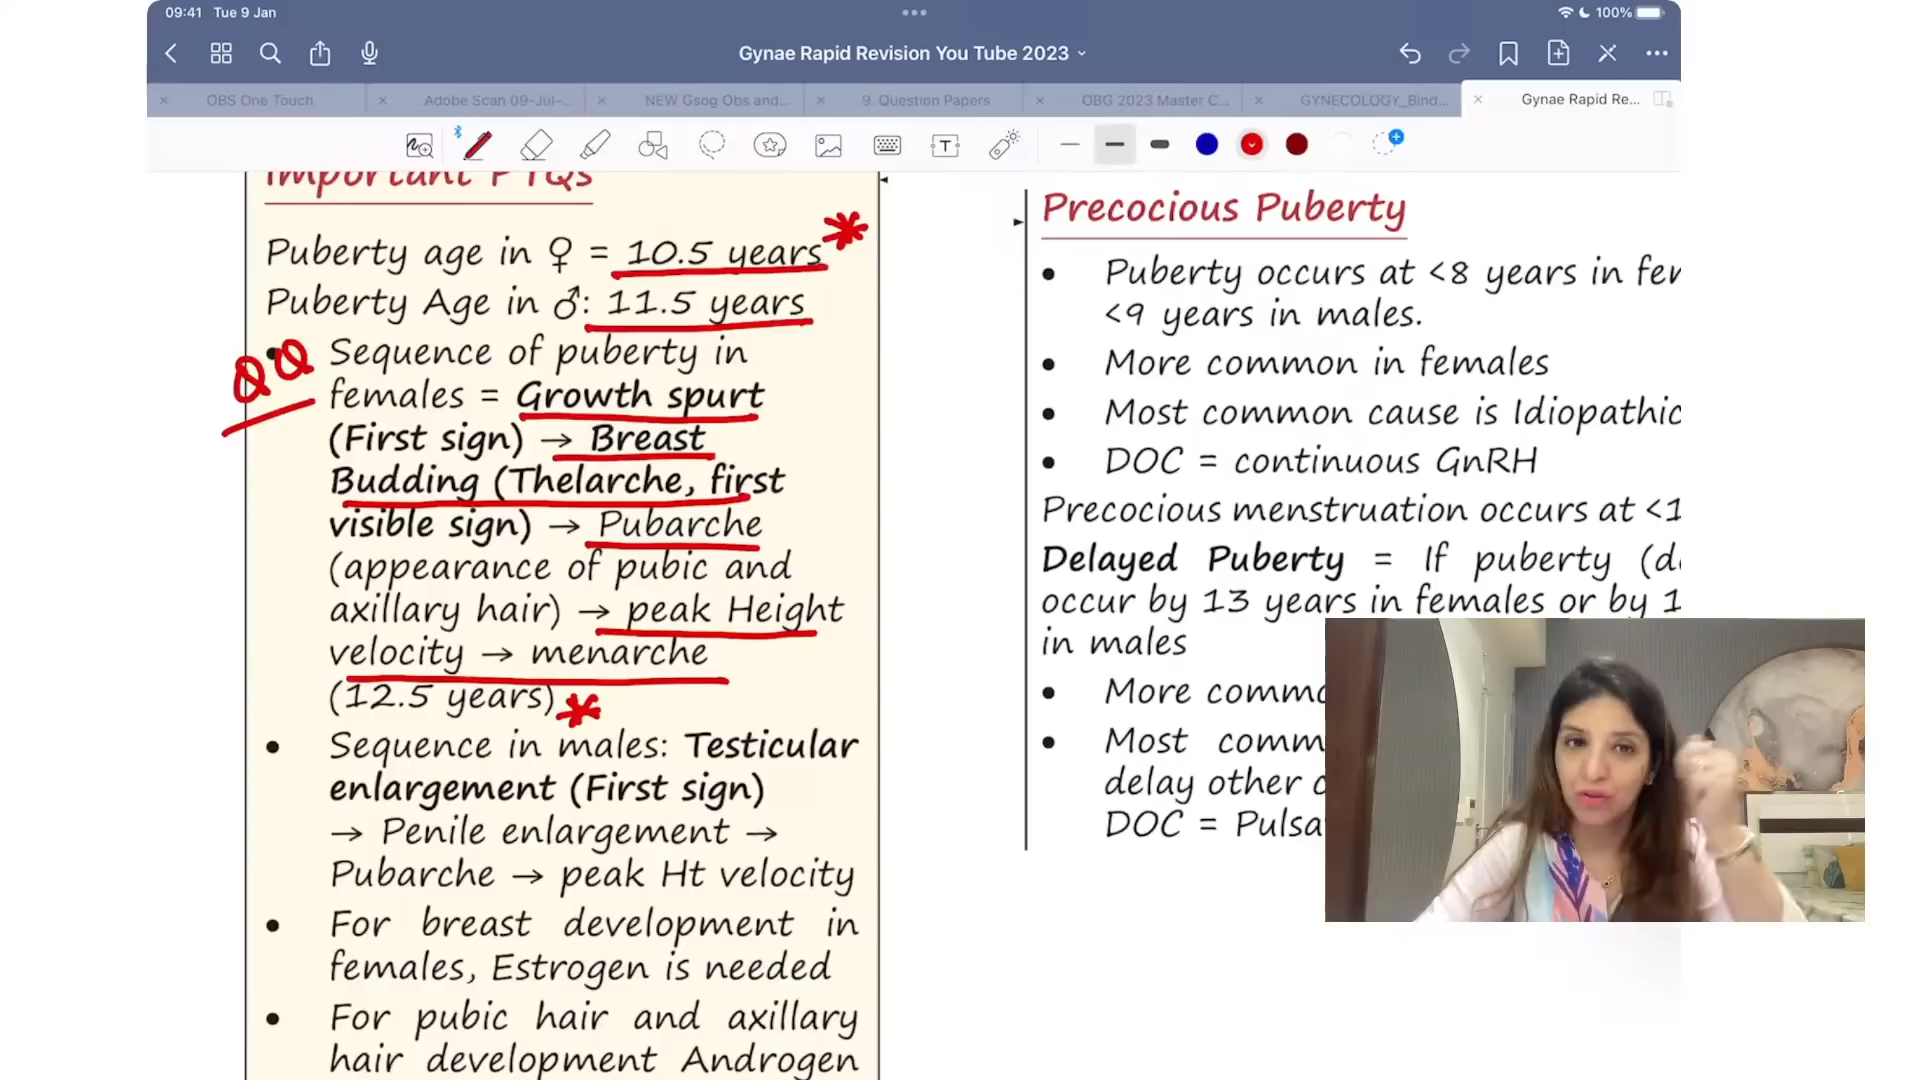 09:41 Tue 9 Jan
100%
Gynae Rapid Revision You Tube 2023
OBS One Touch
Adobe Scan 09-Jul-...
NEW Gsog Obs and...
9. Question Papers
OBG 2023 Master C...
GYNECOLOGY_Bind...
Gynae Rapid Re...
Important PYQs
Puberty age in ♀ = 10.5 years
Puberty Age in ♂: 11.5 years
QQ
• Sequence of puberty in
females = Growth spurt
(First sign) → Breast
Budding (Thelarche, first
visible sign) → Pubarche
(appearance of pubic and
axillary hair) → peak Height
velocity → menarche
(12.5 years)
• Sequence in males: Testicular
enlargement (First sign)
→ Penile enlargement →
Pubarche → peak Ht velocity
• For breast development in
females, Estrogen is needed
• For pubic hair and axillary
hair development Androgen
Precocious Puberty
• Puberty occurs at <8 years in
<9 years in males.
• More common in females
• Most common cause is Idiopathic
• DOC = continuous GnRH
Precocious menstruation occurs at <1
Delayed Puberty = If puberty
occur by 13 years in females or by 1
in males
• More
• Most
delay other
DOC =